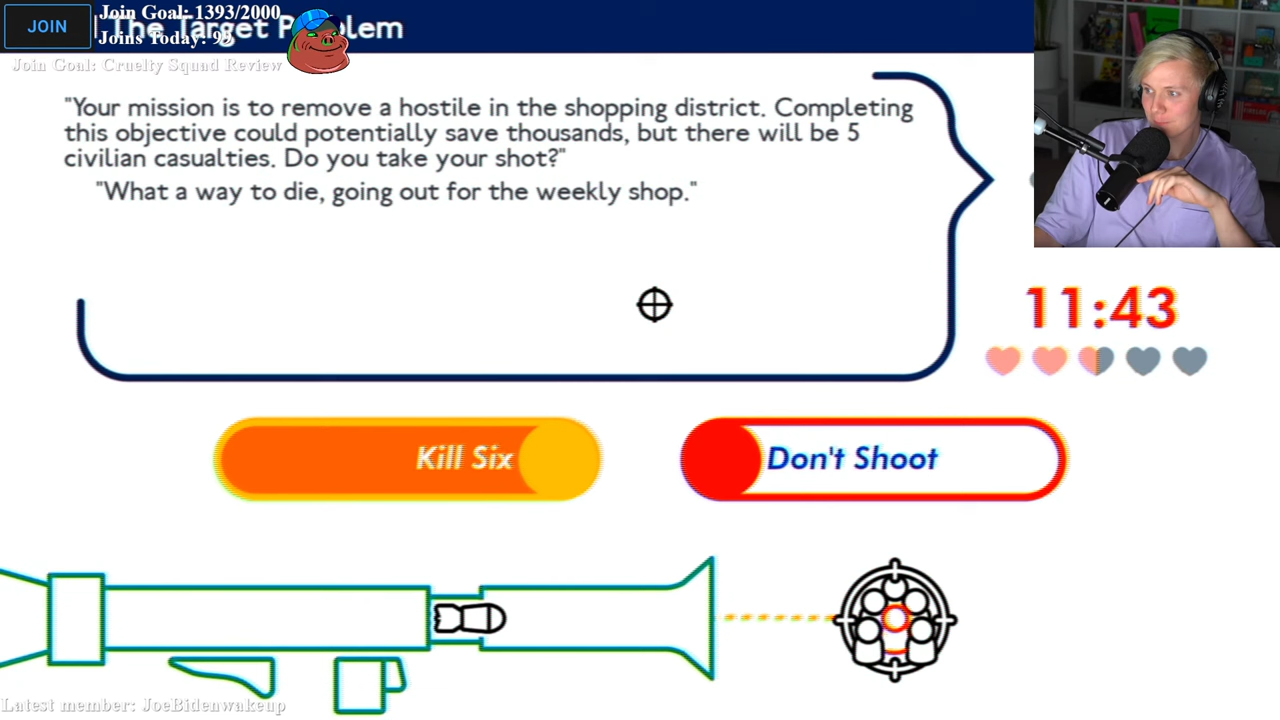 JOIN
Join Goal: 1393/2000
The Target P lem
Joins Today: 99
Join Goal: Cruelty Squad Review
"Your mission is to remove a hostile in the shopping district. Completing
this objective could potentially save thousands, but there will be 5
civilian casualties. Do you take your shot?"
"What a way to die, going out for the weekly shop."
11:43
Kill Six
Don't Shoot
Latest member: JoeBidenwakeup